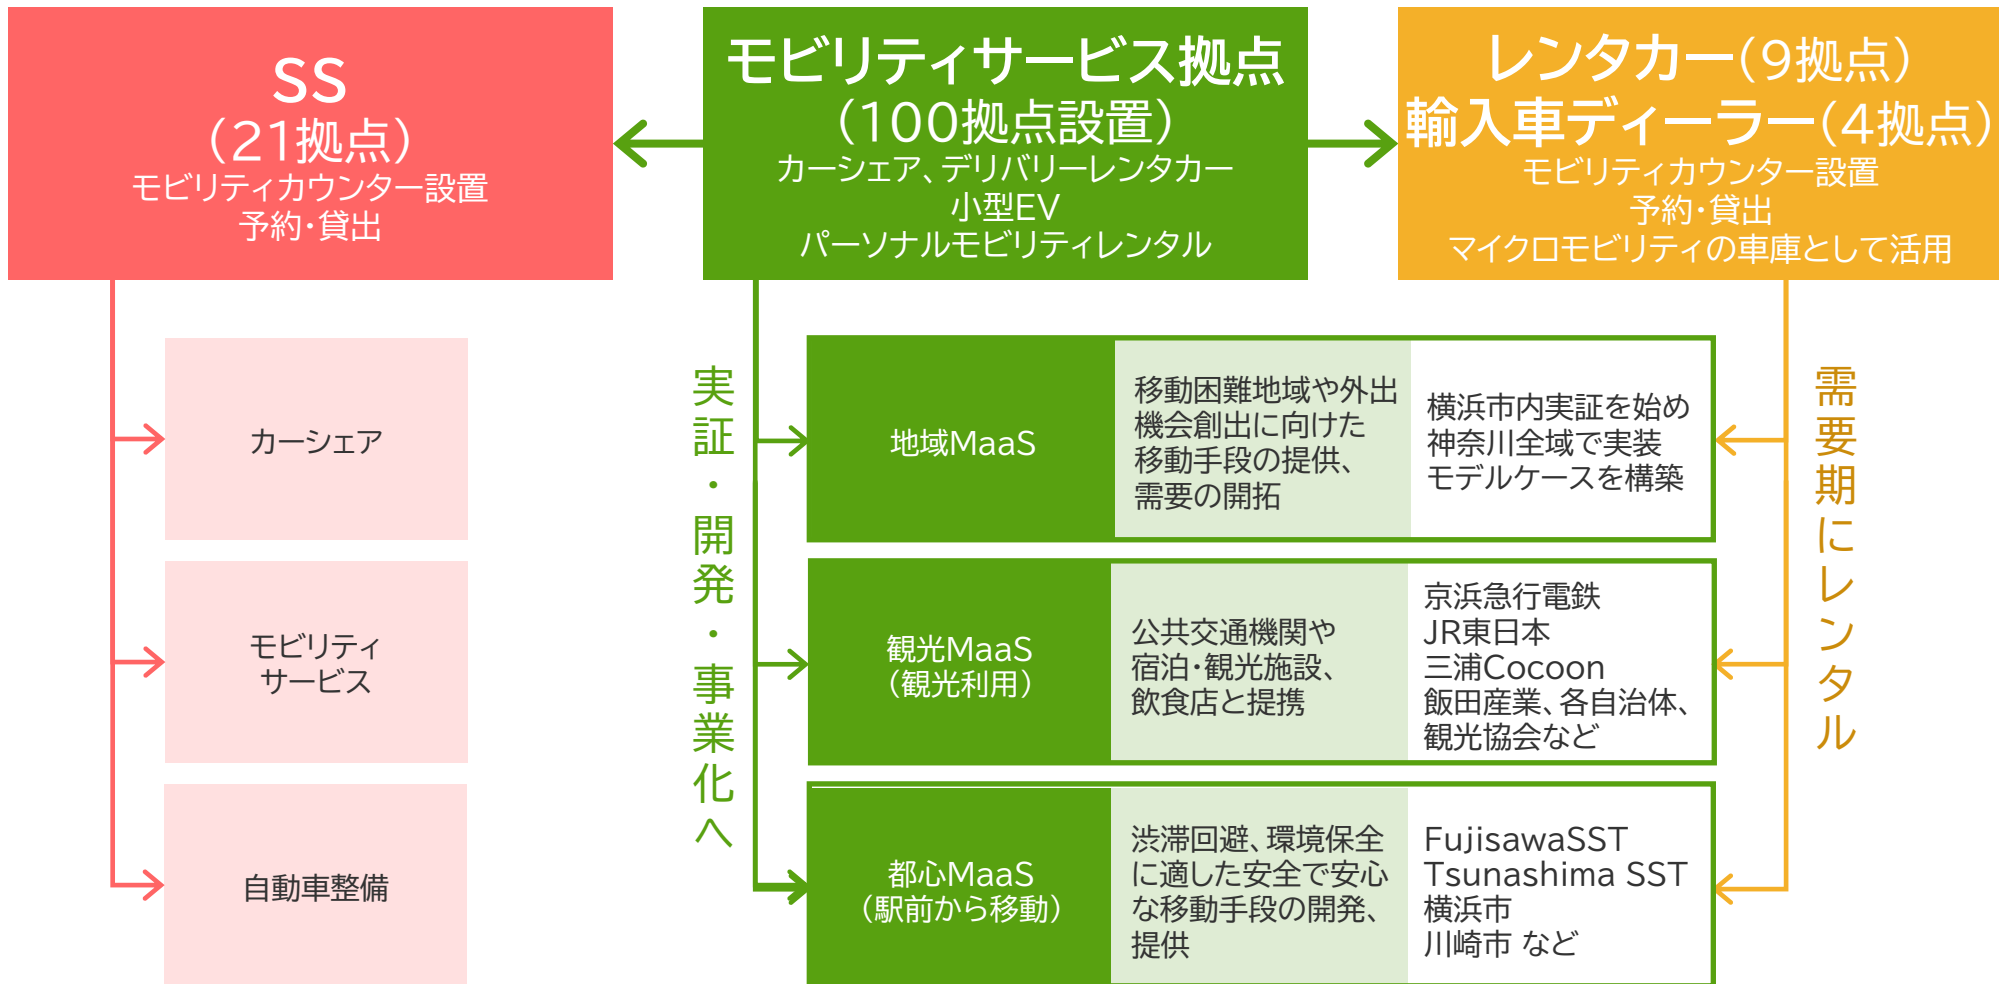 SS
（21拠点）
モビリティカウンター設置
予約・貸出
モビリティサービス拠点
（100拠点設置）
カーシェア、デリバリーレンタカー
小型EV
パーソナルモビリティレンタル
レンタカー（9拠点）
輸入車ディーラー（4拠点）
モビリティカウンター設置
予約・貸出
マイクロモビリティの車庫として活用
カーシェア
モビリティ
サービス
自動車整備
実証・開発・事業化へ
地域MaaS
移動困難地域や外出
機会創出に向けた
移動手段の提供、
需要の開拓
横浜市内実証を始め
神奈川全域で実装
モデルケースを構築
観光MaaS
（観光利用）
公共交通機関や
宿泊・観光施設、
飲食店と提携
京浜急行電鉄
JR東日本
三浦Cocoon
飯田産業、各自治体、
観光協会など
都心MaaS
（駅前から移動）
渋滞回避、環境保全
に適した安全で安心
な移動手段の開発、
提供
FujisawaSST
Tsunashima SST
横浜市
川崎市 など
需要期にレンタル